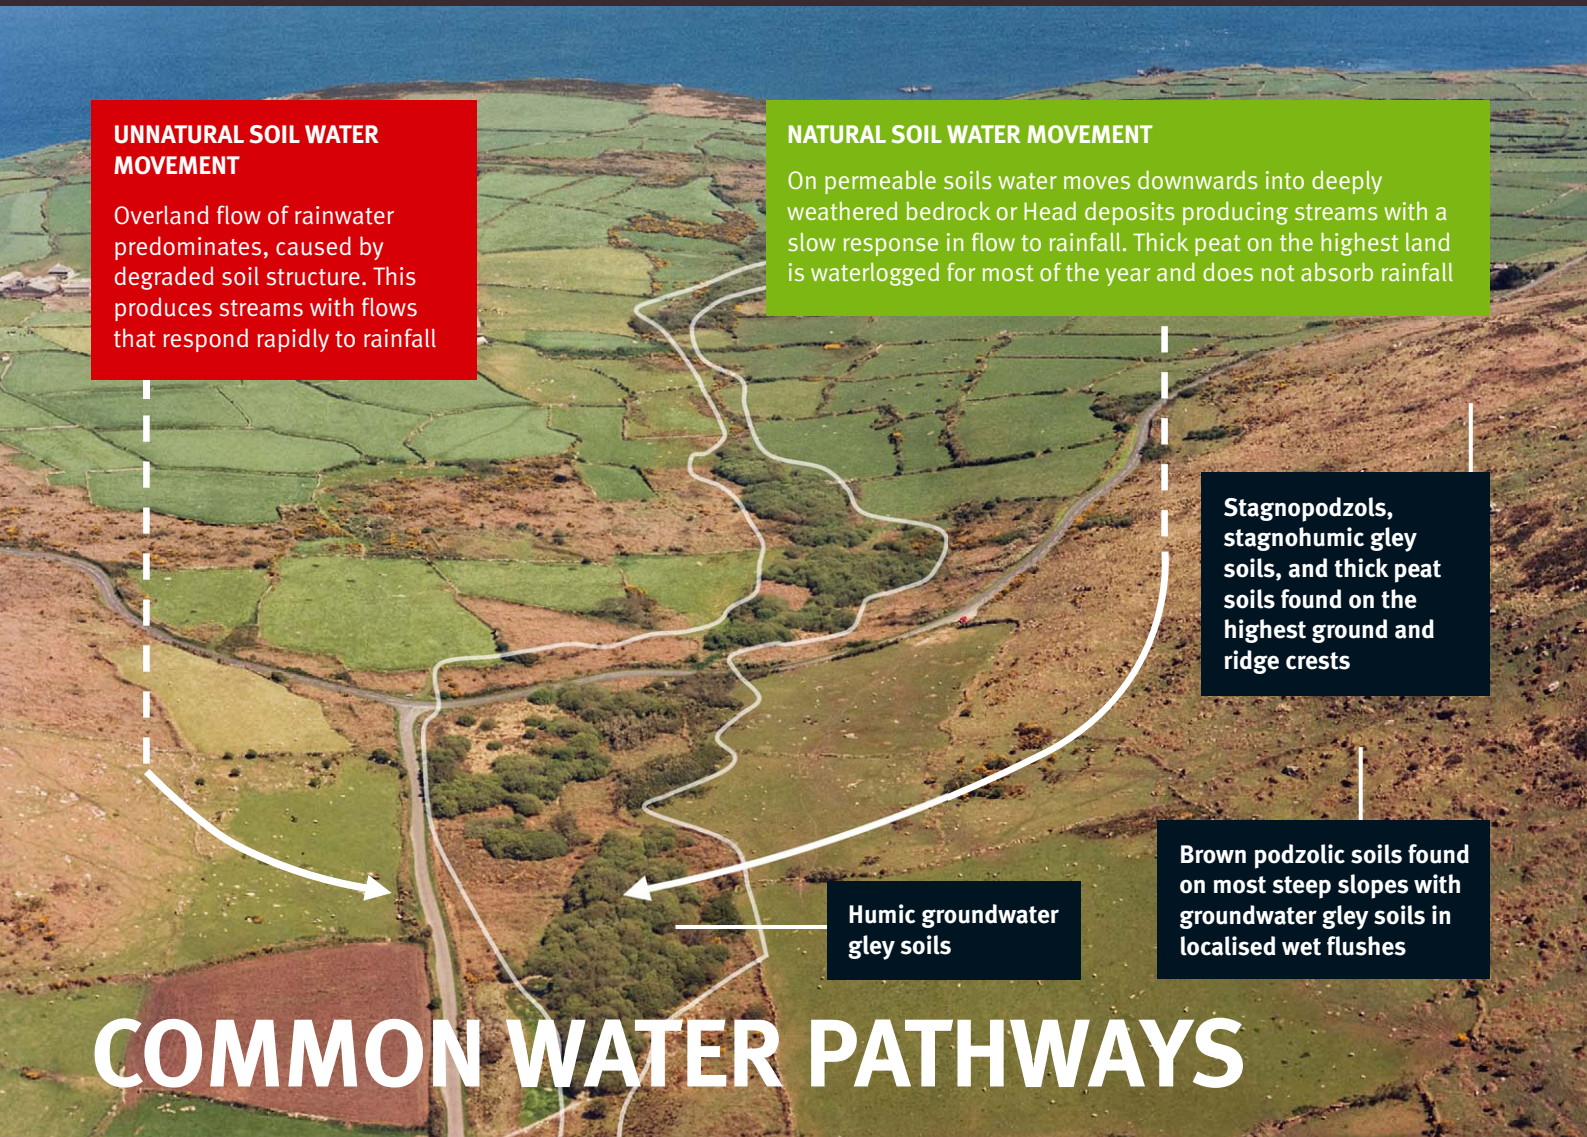 UNNATURAL SOIL WATER
MOVEMENT
Overland flow of rainwater
predominates, caused by
degraded soil structure. This
produces streams with flows
that respond rapidly to rainfall
NATURAL SOIL WATER MOVEMENT
On permeable soils water moves downwards into deeply
weathered bedrock or Head deposits producing streams with a
slow response in flow to rainfall. Thick peat on the highest land
is waterlogged for most of the year and does not absorb rainfall
Stagnopodzols,
stagnohumic gley
soils, and thick peat
soils found on the
highest ground and
ridge crests
Brown podzolic soils found
on most steep slopes with
groundwater gley soils in
localised wet flushes
Humic groundwater
gley soils
COMMON WATER PATHWAYS